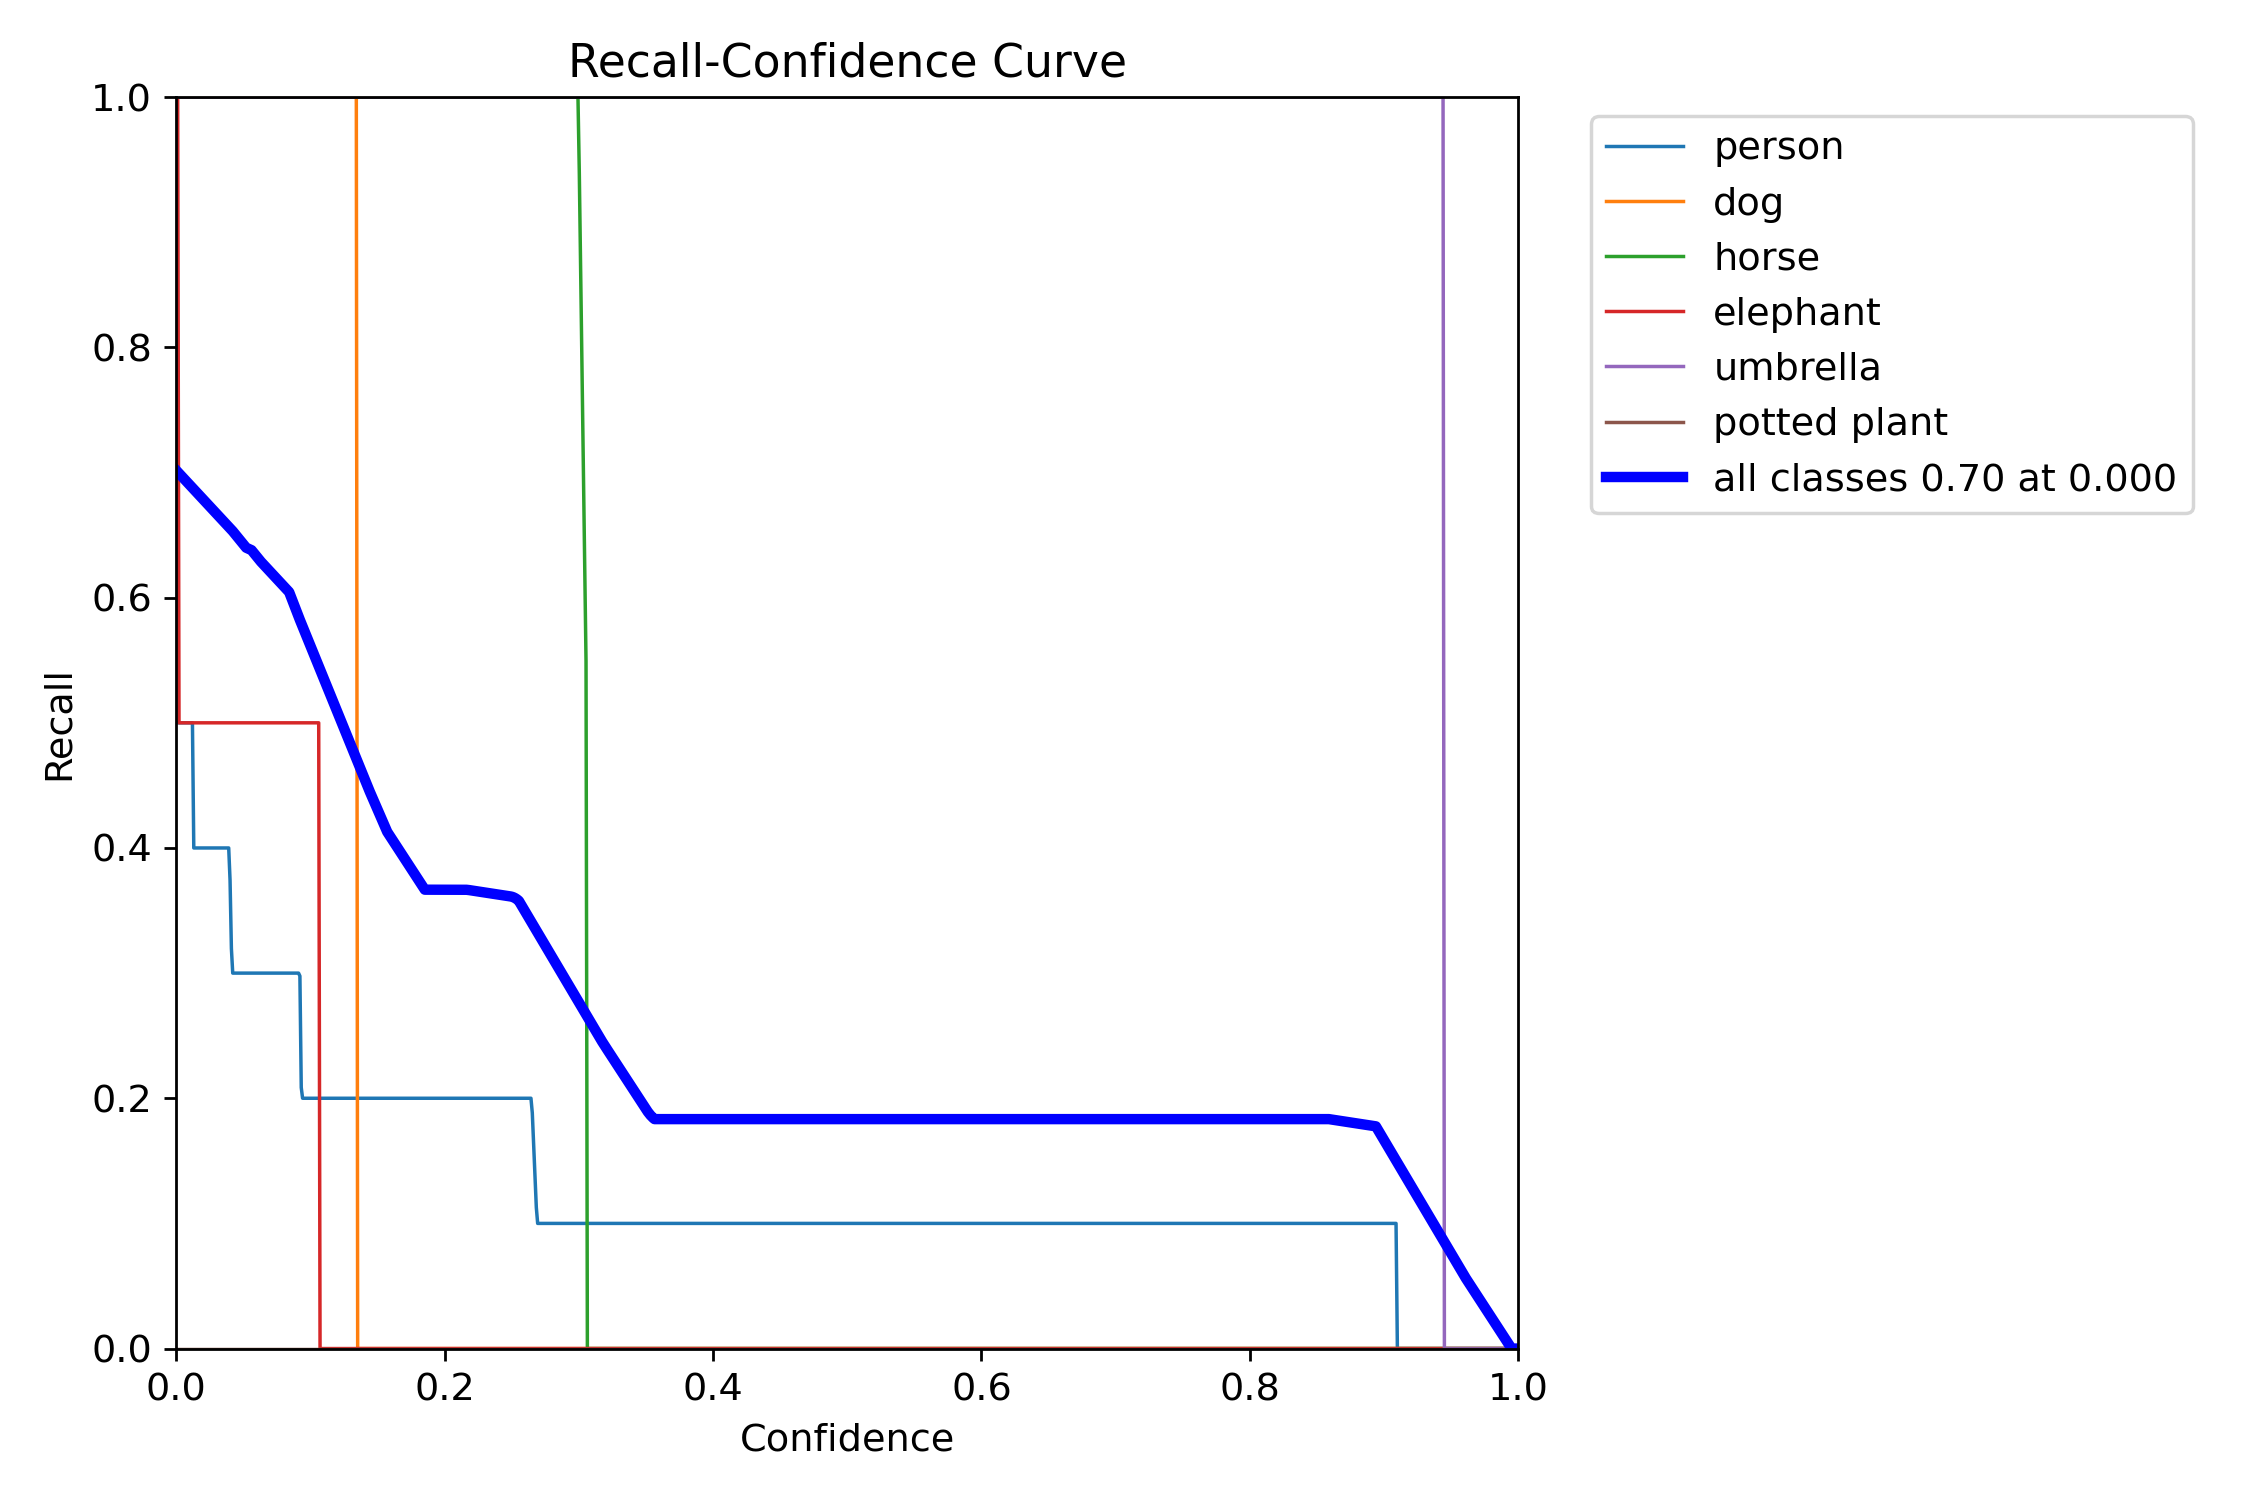 Recall-Confidence Curve
1.0
0.8
0.6
0.4
0.2
0.0
Recall
0.0 0.2 0.4 0.6 0.8 1.0
Confidence
person
dog
horse
elephant
umbrella
potted plant
all classes 0.70 at 0.000